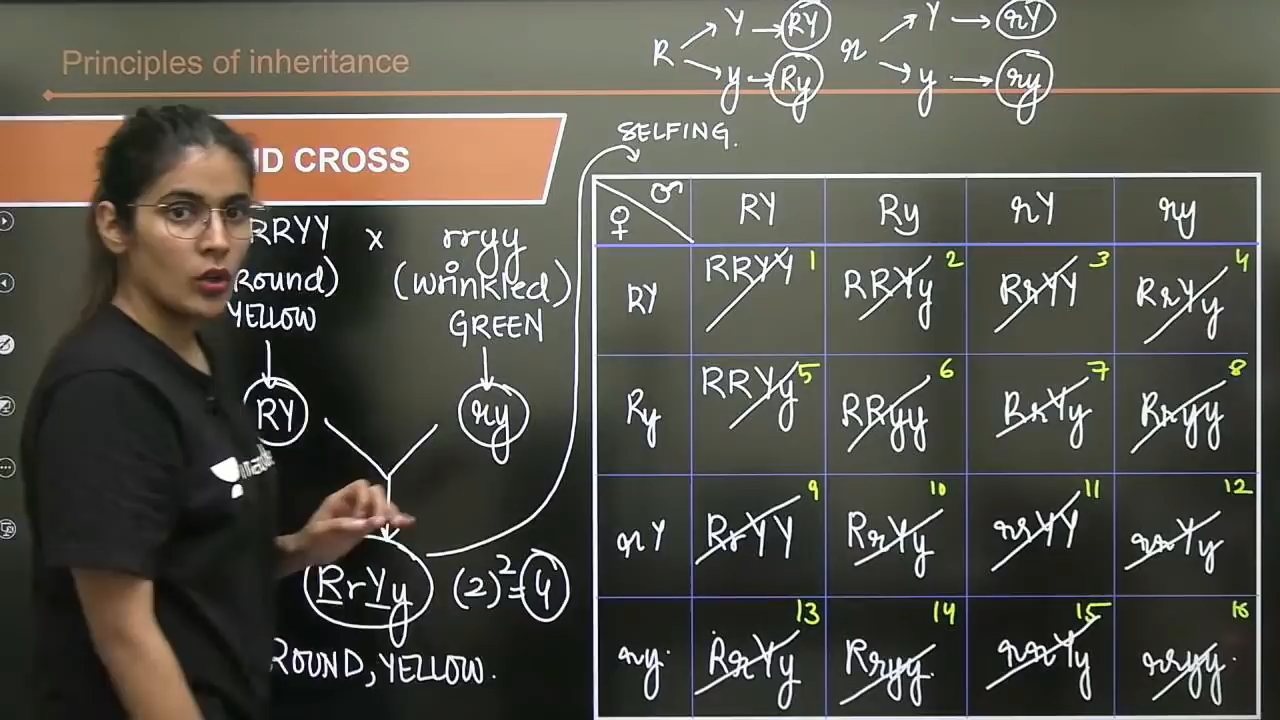 Principles of inheritance
ND CROSS
R Y RY
y Ry
r Y rY
y ry
SELFING.
RRYY x rryy
Round) (wrinkled)
YELLOW GREEN
RY ry
RrYy (2)² = 4
ROUND, YELLOW.
♀ ♂ RY Ry rY ry
RY RRYY 1 RRYy 2 RrYY 3 RrYy 4
Ry RRYy 5 RRyy 6 RrYy 7 Rryy 8
rY RrYY 9 RrYy 10 rrYY 11 rrYy 12
ry. RrYy 13 Rryy. 14 rrYy 15 rryy. 16